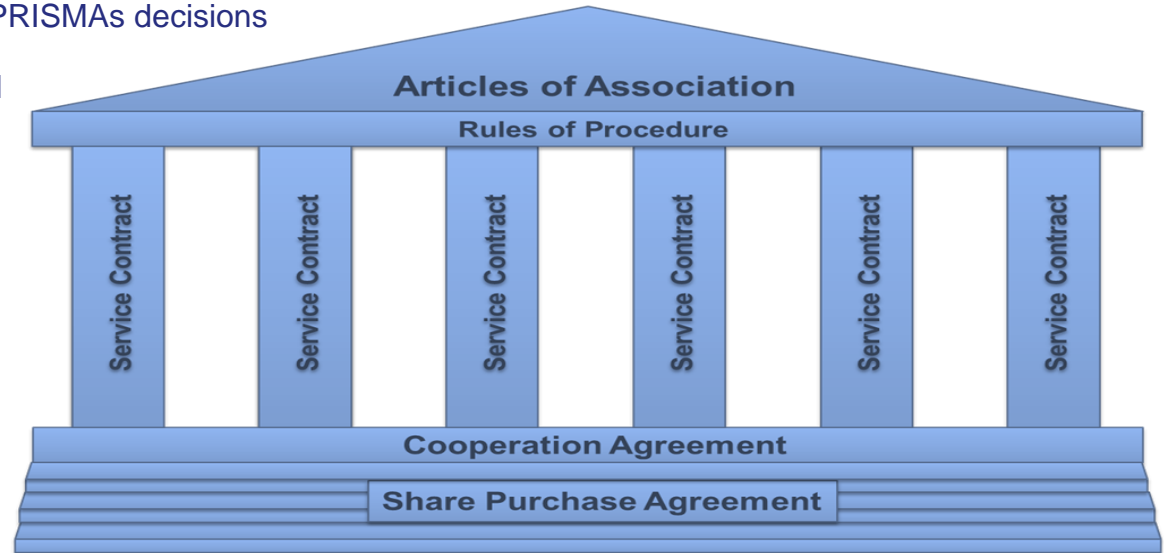 PRISMAs decisions
Articles of Association
Rules of Procedure
Service Contract
Service Contract
Service Contract
Service Contract
Service Contract
Service Contract
Cooperation Agreement
Share Purchase Agreement